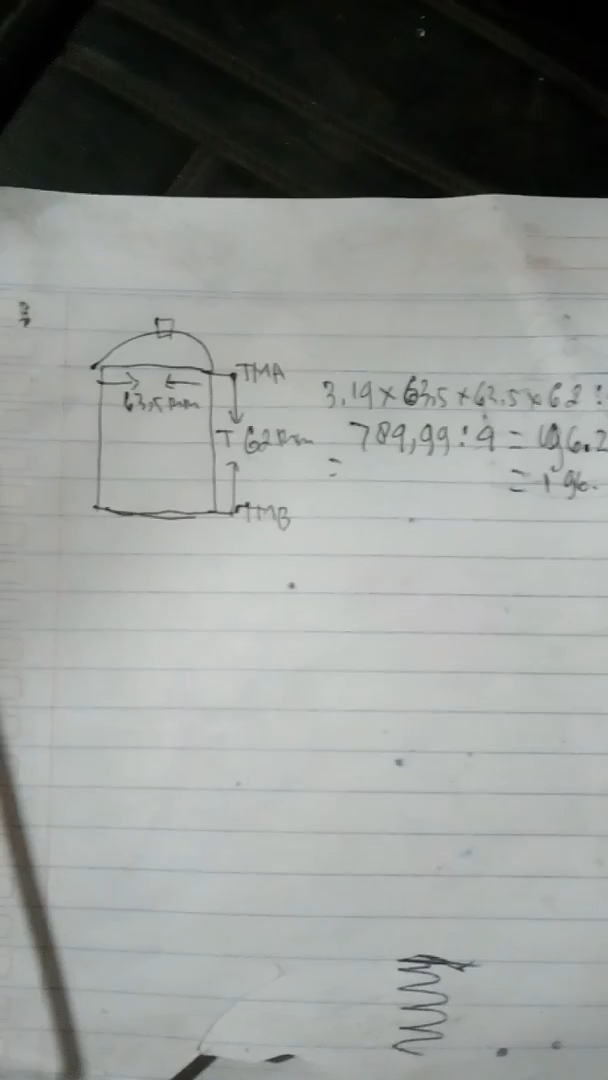 TMA
63,5 mm
T 62 mm
TMB
3.14 × 63,5 × 63.5 × 62 :
789,99 : 4 = 196.2
=
= 196.